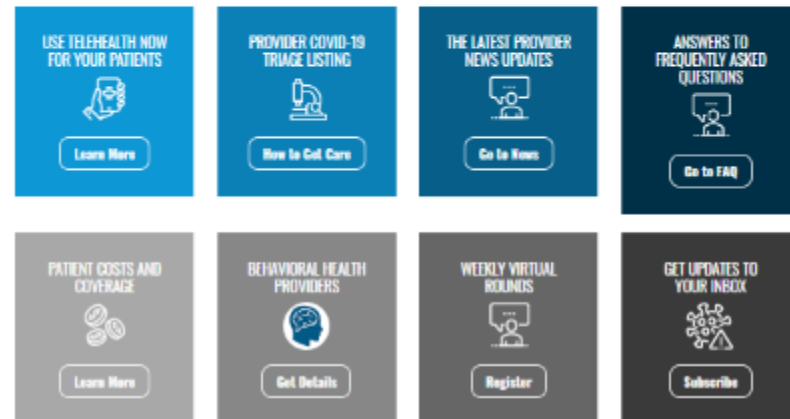 USE TELEHEALTH NOW
FOR YOUR PATIENTS
Learn More
PROVIDER COVID-19
TRIAGE LISTING
How to Get Care
THE LATEST PROVIDER
NEWS UPDATES
Go to News
ANSWERS TO
FREQUENTLY ASKED
QUESTIONS
Go to FAQ
PATIENT COSTS AND
COVERAGE
Learn More
BEHAVIORAL HEALTH
PROVIDERS
Get Details
WEEKLY VIRTUAL
ROUNDS
Register
GET UPDATES TO
YOUR INBOX
Subscribe